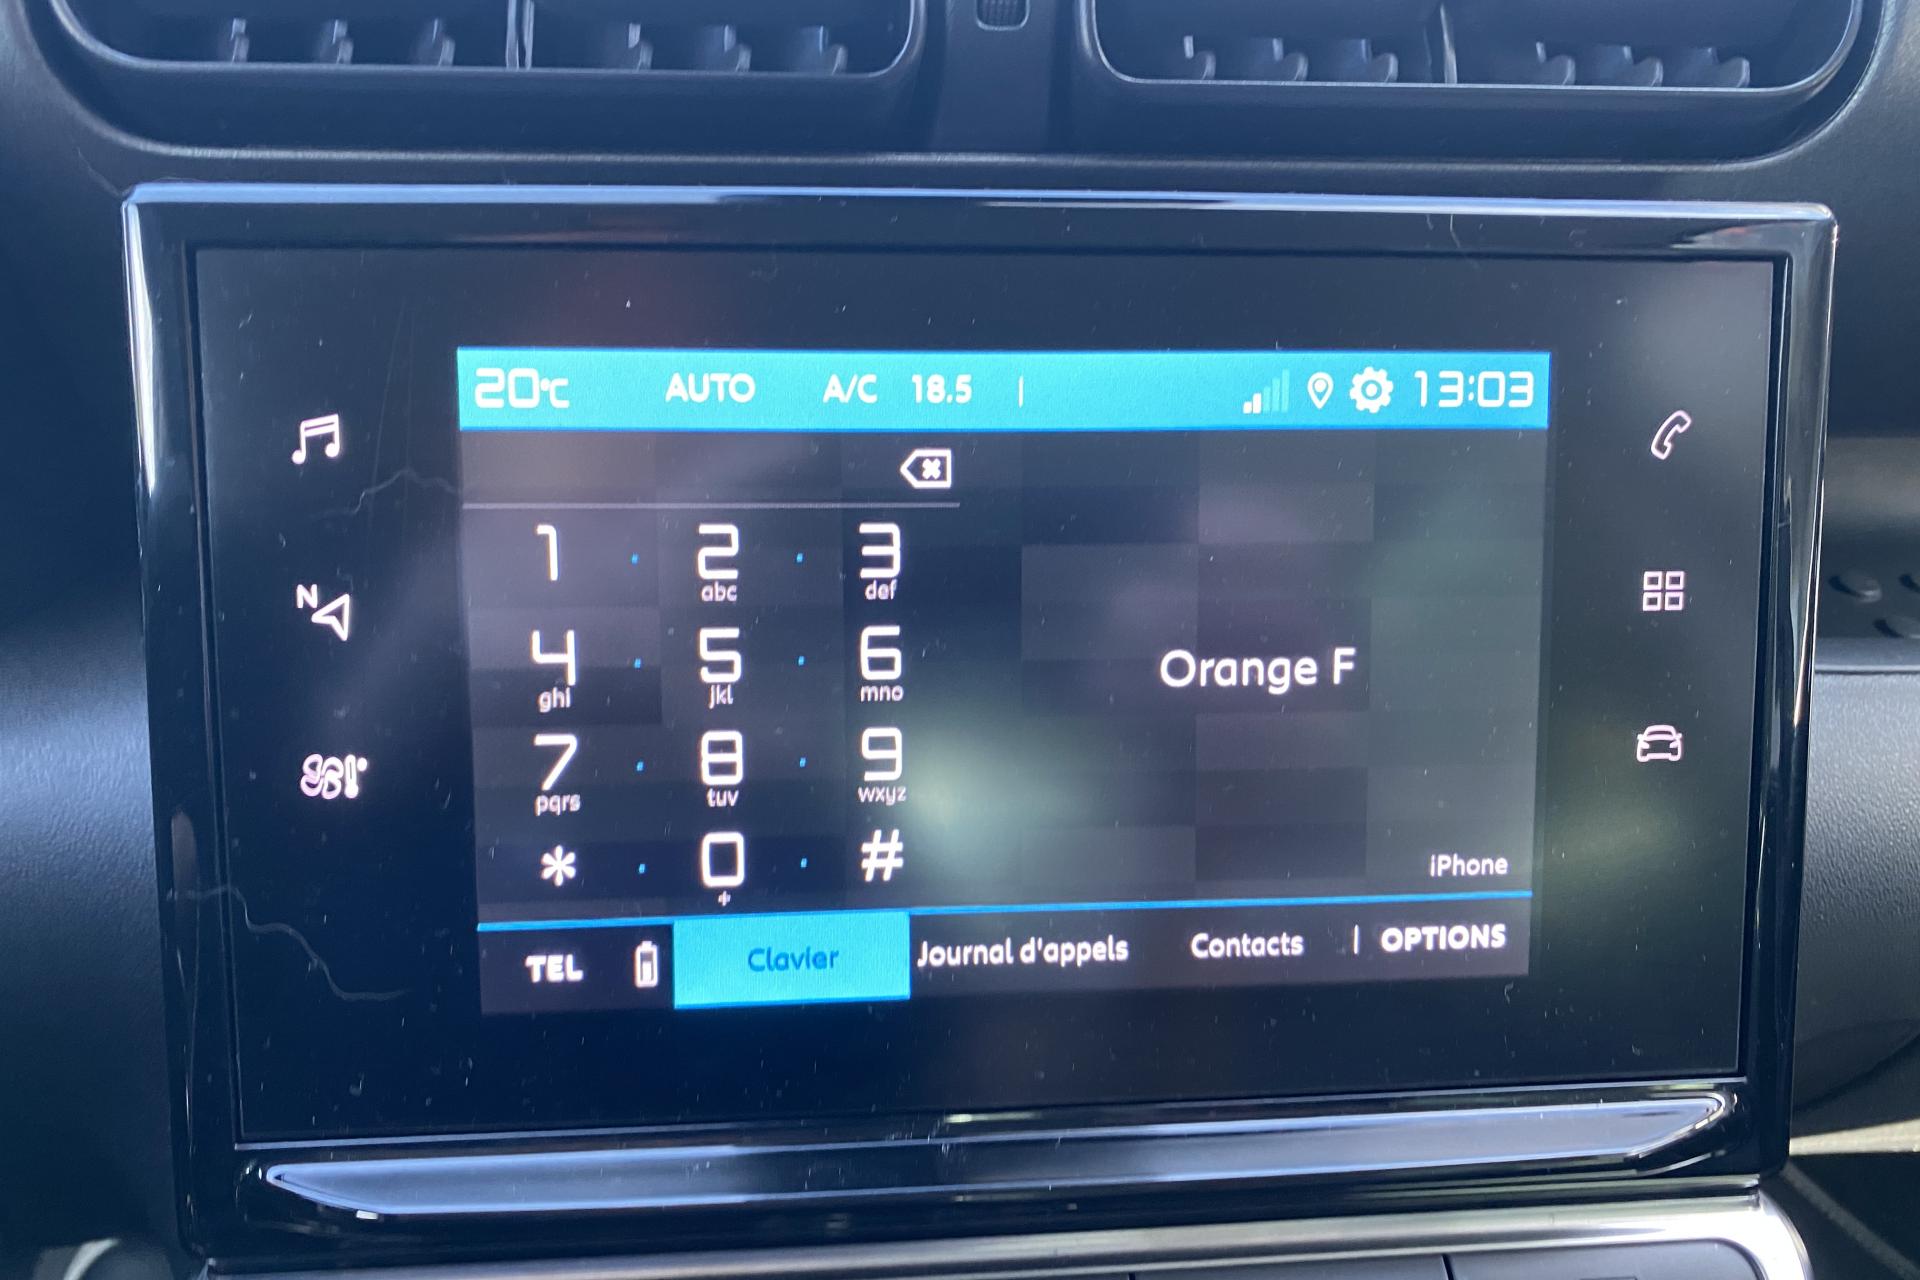 20°C AUTO A/C 18.5 | 13:03
1 2 3
abc def
4 5 6
ghi jkl mno
7 8 9
pqrs tuv wxyz
* 0 #
+
N
Orange F
iPhone
TEL Clavier Journal d'appels Contacts | OPTIONS